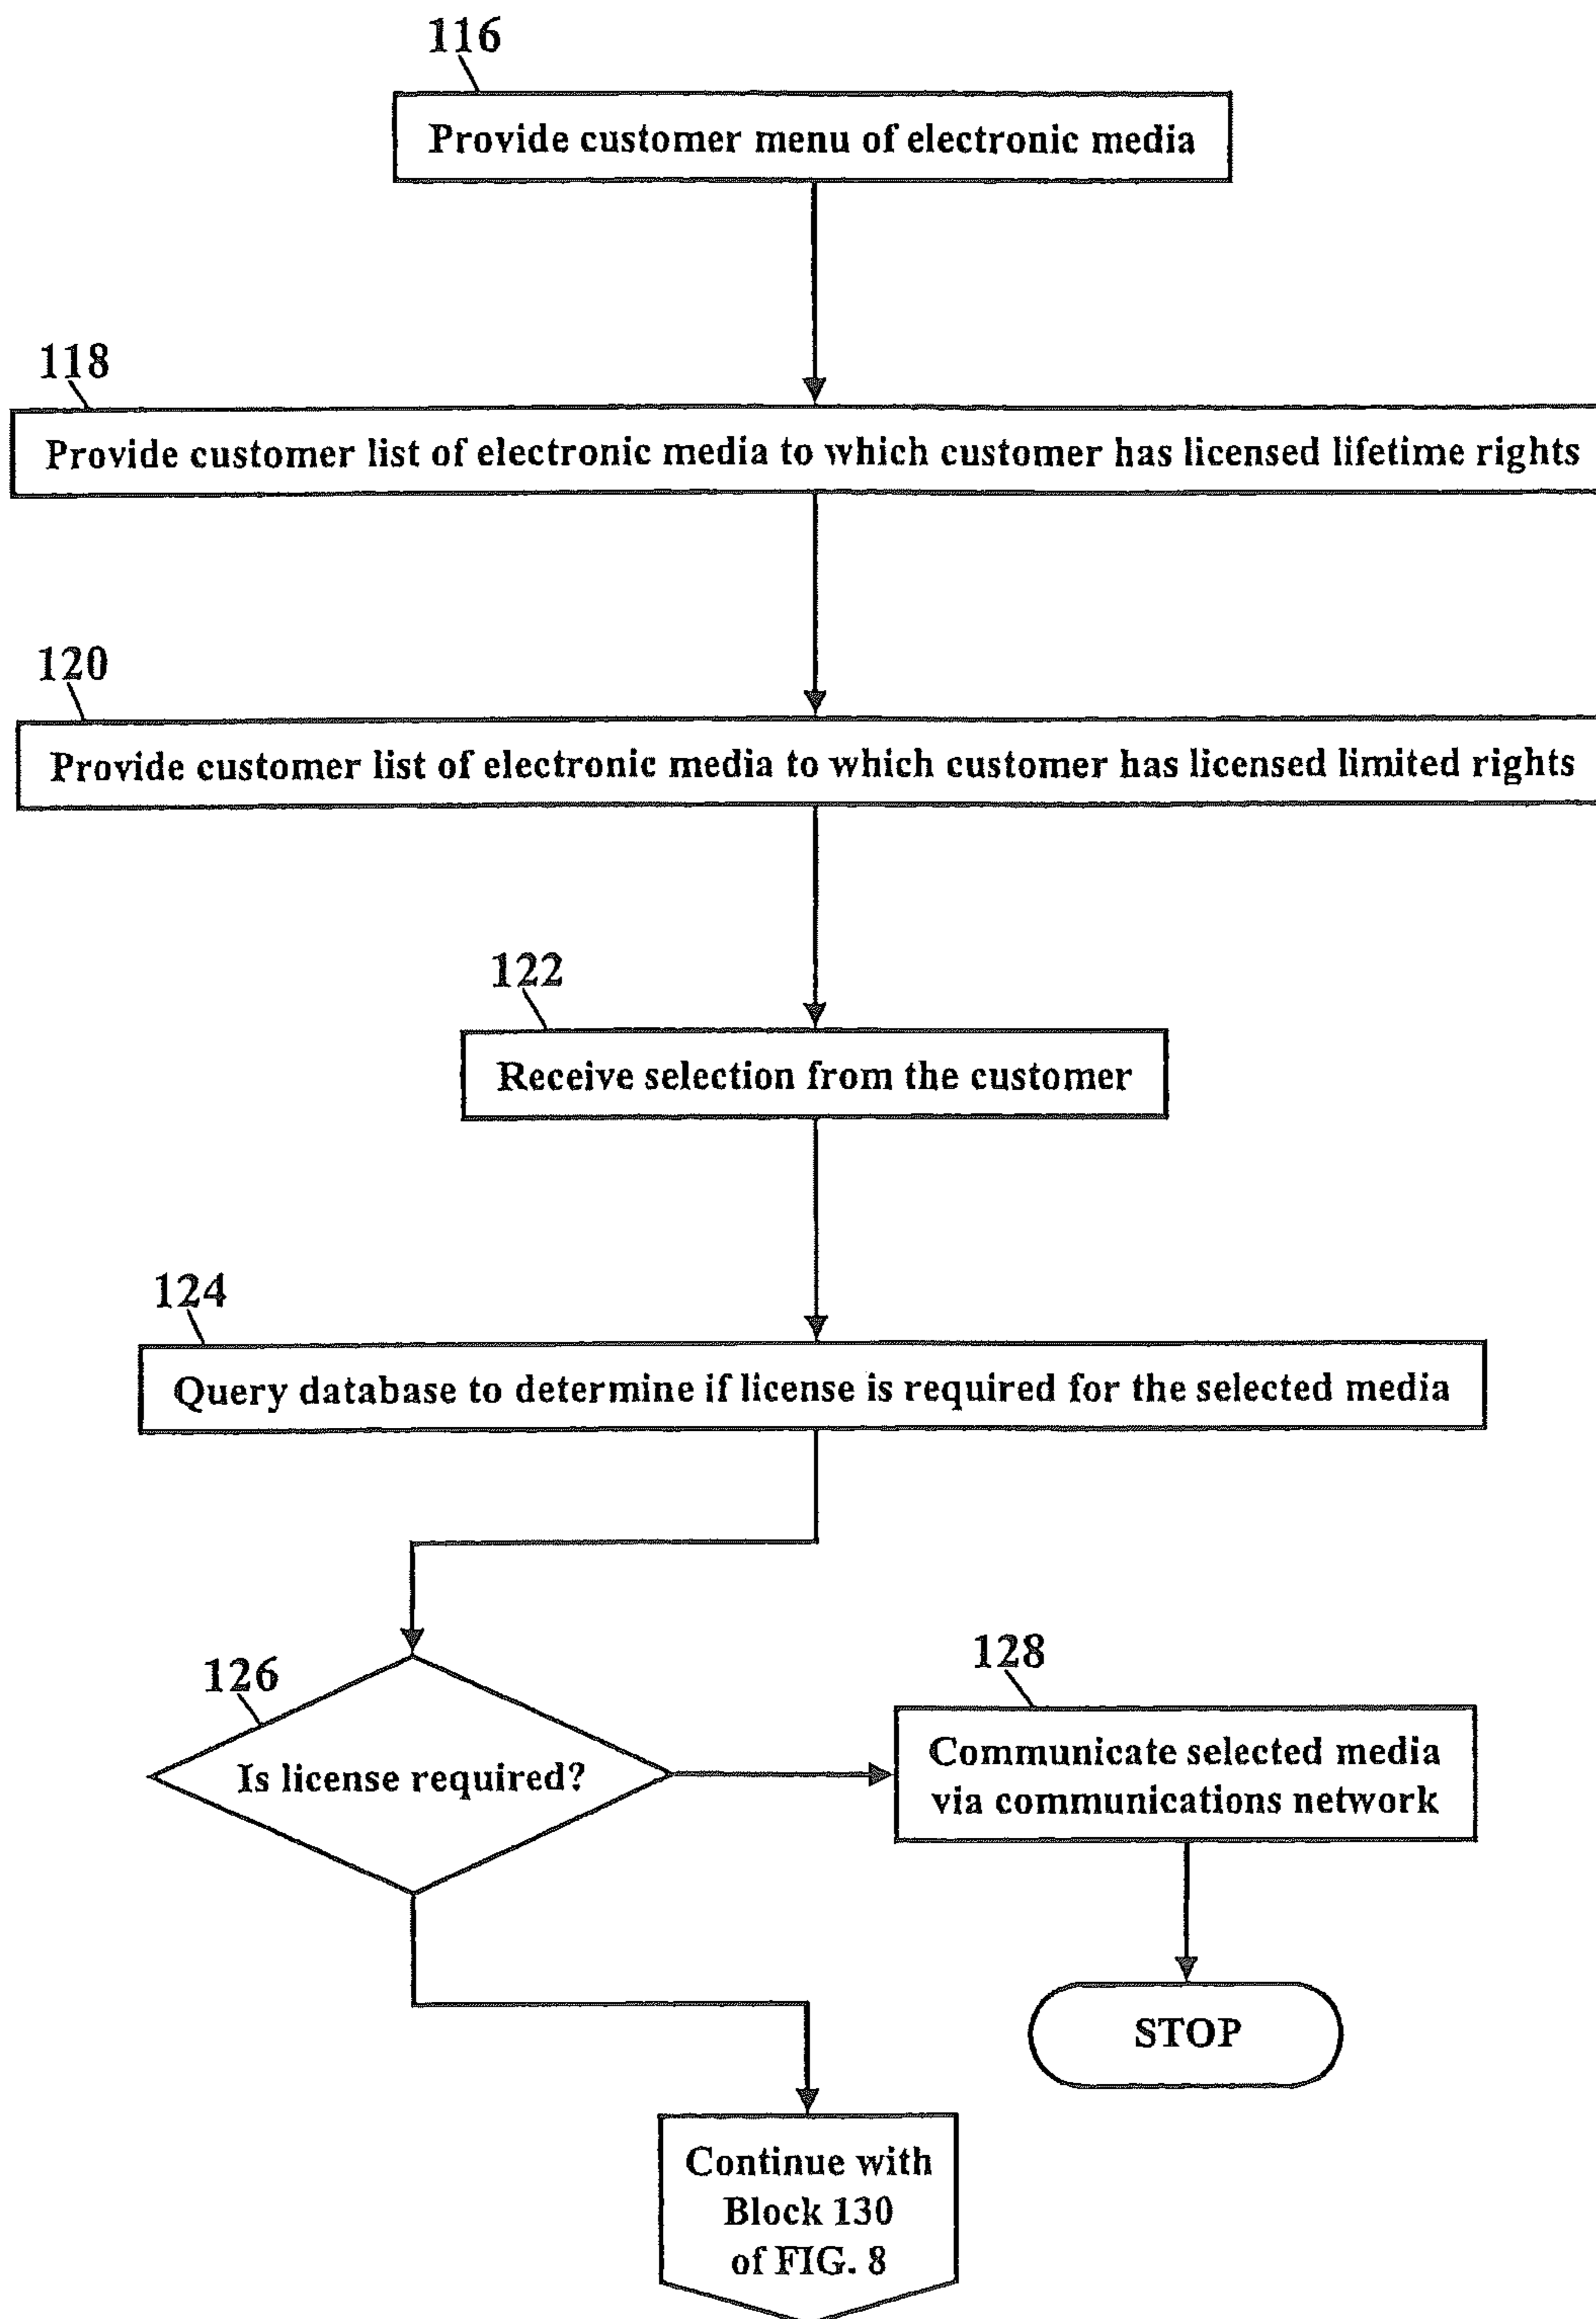 116
Provide customer menu of electronic media
118
Provide customer list of electronic media to which customer has licensed lifetime rights
120
Provide customer list of electronic media to which customer has licensed limited rights
122
Receive selection from the customer
124
Query database to determine if license is required for the selected media
126
Is license required?
128
Communicate selected media
via communications network
STOP
Continue with
Block 130
of FIG. 8